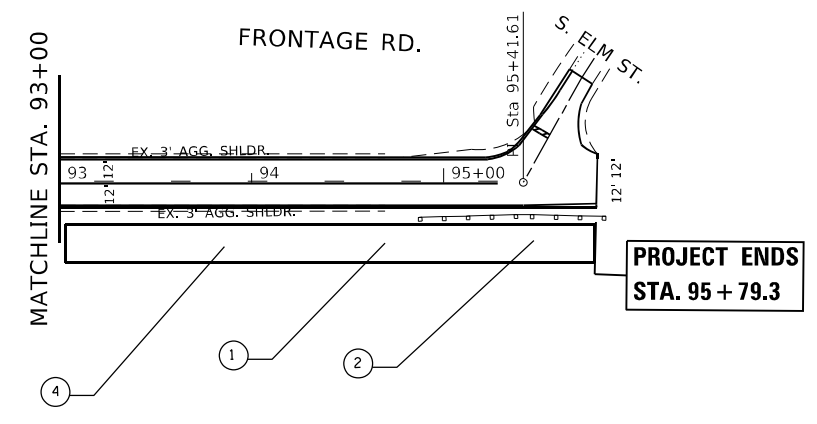 FRONTAGE RD.
S. ELM ST.
MATCHLINE STA. 93+00
Sta 95+41.61
EX. 3' AGG. SHLDR.
93
94
95+00
12' 12'
12' 12'
EX. 3' AGG. SHLDR.
PROJECT ENDS
STA. 95 + 79.3
1
2
4